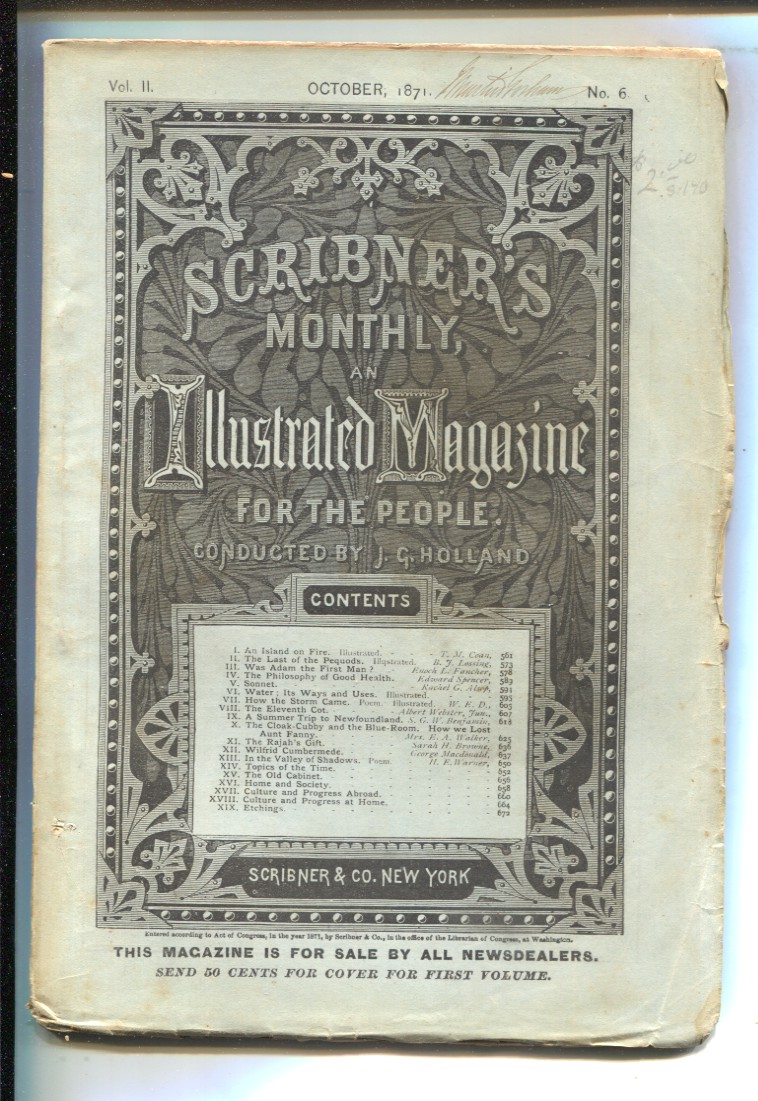 Vol. II. OCTOBER, 1871. No. 6.
SCRIBNER'S
MONTHLY,
AN
Illustrated Magazine
FOR THE PEOPLE.
CONDUCTED BY J. G. HOLLAND.
CONTENTS
I. An Island on Fire. Illustrated. - - - T. M. Coan, 561
II. The Last of the Pequods. Illustrated. B. J. Lossing, 573
III. Was Adam the First Man? Enoch L. Fancher, 578
IV. The Philosophy of Good Health. Edward Spencer, 589
V. Sonnet. - - - Rachel G. Alsop, 591
VI. Water; Its Ways and Uses. Illustrated. - - 595
VII. How the Storm Came. Poem. Illustrated. W. E. D., 605
VIII. The Eleventh Cot. - - Albert Webster, Jun., 607
IX. A Summer Trip to Newfoundland. S. G. W. Benjamin, 618
X. The Cloak-Cubby and the Blue-Room. How we Lost
Aunt Fanny. - - Mrs. E. A. Walker, 625
XI. The Rajah's Gift. - - Sarah H. Browne, 636
XII. Wilfrid Cumbermede. - - George Macdonald, 637
XIII. In the Valley of Shadows. Poem. H. E. Warner, 650
XIV. Topics of the Time. - - - 652
XV. The Old Cabinet. - - - 656
XVI. Home and Society. - - - 658
XVII. Culture and Progress Abroad. - - - 660
XVIII. Culture and Progress at Home. - - - 664
XIX. Etchings. - - - 672
SCRIBNER & CO. NEW YORK
Entered according to Act of Congress, in the year 1871, by Scribner & Co., in the office of the Librarian of Congress, at Washington.
THIS MAGAZINE IS FOR SALE BY ALL NEWSDEALERS.
SEND 50 CENTS FOR COVER FOR FIRST VOLUME.